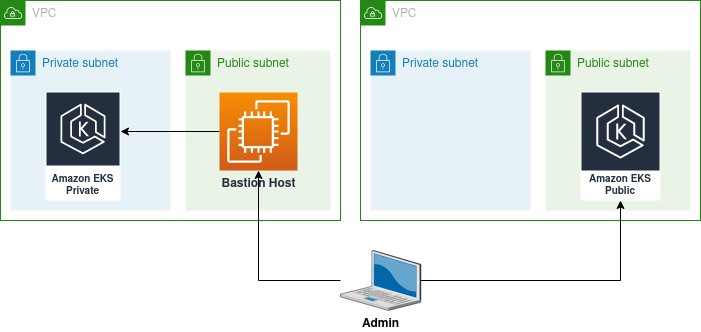 VPC
Private subnet
Public subnet
K
Amazon EKS
Private
Bastion Host
VPC
Private subnet
Public subnet
K
Amazon EKS
Public
Admin